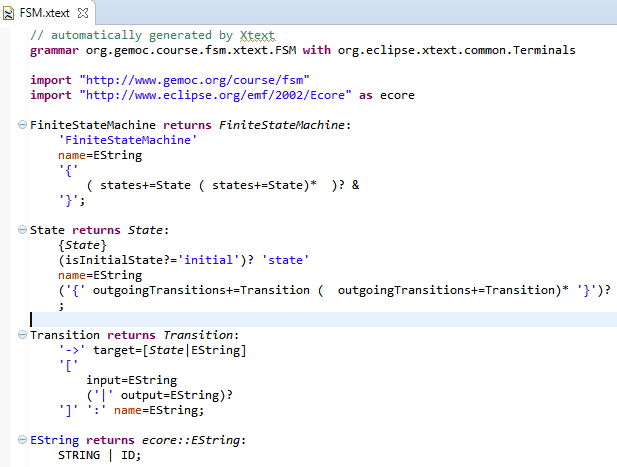 FSM.xtext
// automatically generated by Xtext
grammar org.gemoc.course.fsm.xtext.FSM with org.eclipse.xtext.common.Terminals
import "http://www.gemoc.org/course/fsm"
import "http://www.eclipse.org/emf/2002/Ecore" as ecore
FiniteStateMachine returns FiniteStateMachine:
'FiniteStateMachine'
name=EString
'{'
( states+=State ( states+=State)*  )? &
'}';
State returns State:
{State}
(isInitialState?='initial')? 'state'
name=EString
('{' outgoingTransitions+=Transition (  outgoingTransitions+=Transition)* '}')?
;
Transition returns Transition:
'->' target=[State|EString]
'['
input=EString
('|' output=EString)?
']' ':' name=EString;
EString returns ecore::EString:
STRING | ID;